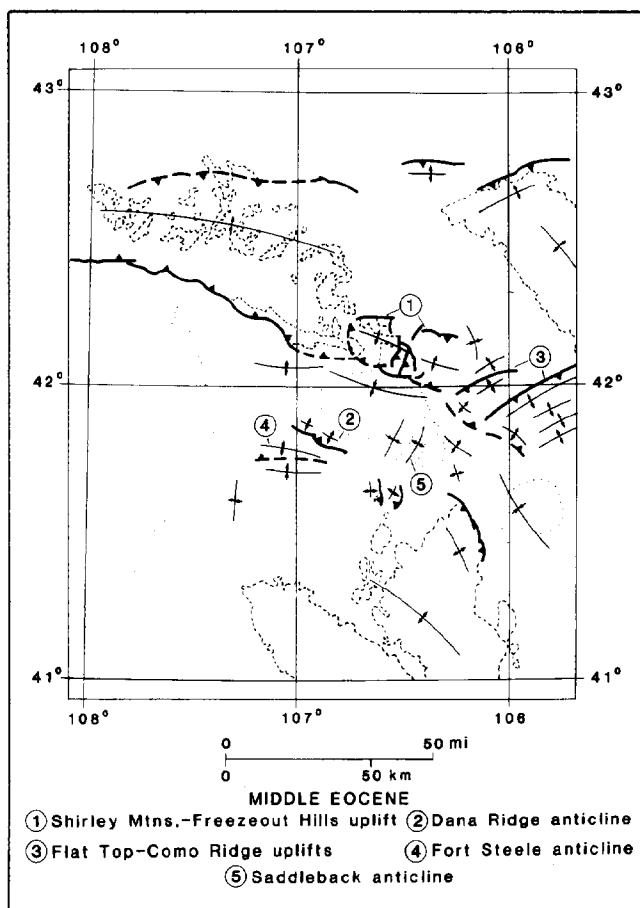 108° 107° 106°
43° 43°
1
3
42° 42°
2
4
5
41° 41°
108° 107° 106
0 50 mi
0 50 km
MIDDLE EOCENE
1 Shirley Mtns.-Freezeout Hills uplift 2 Dana Ridge anticline
3 Flat Top-Como Ridge uplifts 4 Fort Steele anticline
5 Saddleback anticline